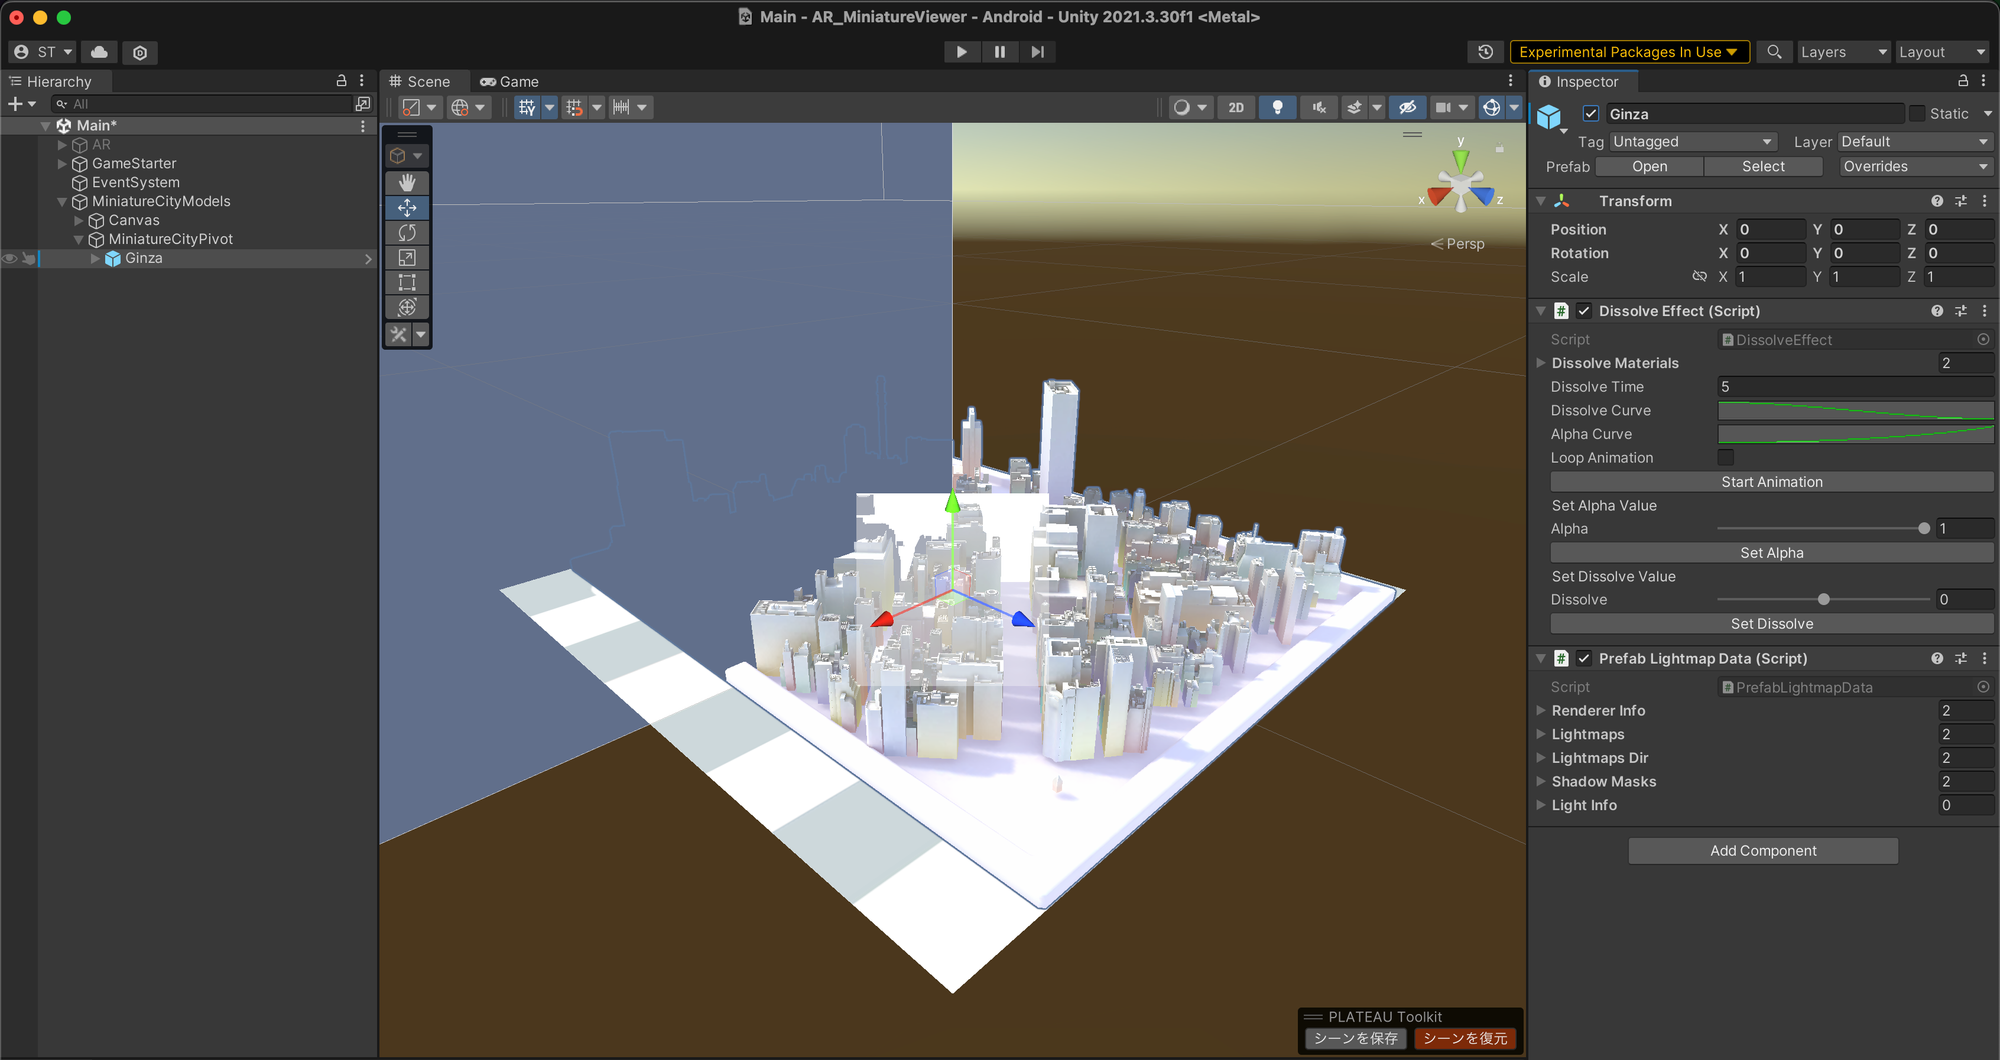 Main - AR_MiniatureViewer - Android - Unity 2021.3.30f1 <Metal>
ST
Experimental Packages In Use
Layers
Layout
Hierarchy
All
Main*
AR
GameStarter
EventSystem
MiniatureCityModels
Canvas
MiniatureCityPivot
Ginza
Scene
Game
2D
y
x
z
Persp
PLATEAU Toolkit
シーンを保存
シーンを復元
Inspector
Ginza
Static
Tag Untagged Layer Default
Prefab Open Select Overrides
Transform
Position X 0 Y 0 Z 0
Rotation X 0 Y 0 Z 0
Scale X 1 Y 1 Z 1
# Dissolve Effect (Script)
Script DissolveEffect
Dissolve Materials 2
Dissolve Time 5
Dissolve Curve
Alpha Curve
Loop Animation
Start Animation
Set Alpha Value
Alpha 1
Set Alpha
Set Dissolve Value
Dissolve 0
Set Dissolve
# Prefab Lightmap Data (Script)
Script PrefabLightmapData
Renderer Info 2
Lightmaps 2
Lightmaps Dir 2
Shadow Masks 2
Light Info 0
Add Component